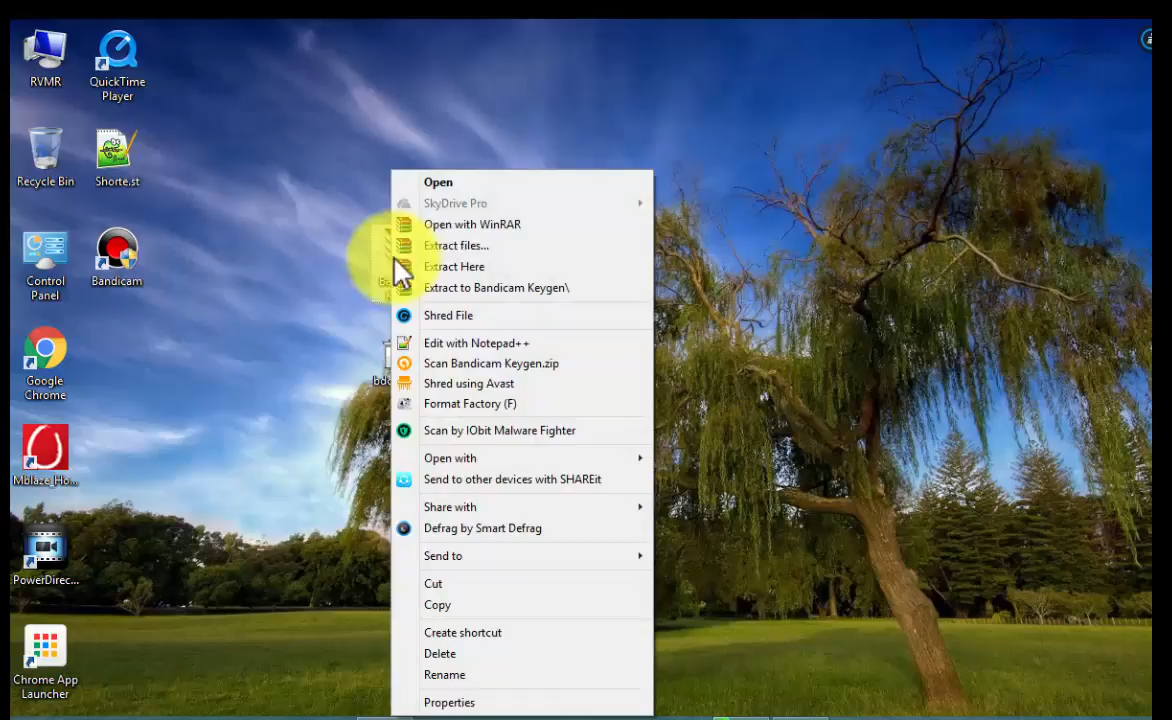 RVMR
QuickTime
Player
Recycle Bin
Shorte.st
Control
Panel
Bandicam
Google
Chrome
Mblaze_Ho...
PowerDirec...
Chrome App
Launcher
Open
SkyDrive Pro
Open with WinRAR
Extract files...
Extract Here
Extract to Bandicam Keygen\
Shred File
Edit with Notepad++
Scan Bandicam Keygen.zip
Shred using Avast
Format Factory (F)
Scan by IObit Malware Fighter
Open with
Send to other devices with SHAREit
Share with
Defrag by Smart Defrag
Send to
Cut
Copy
Create shortcut
Delete
Rename
Properties